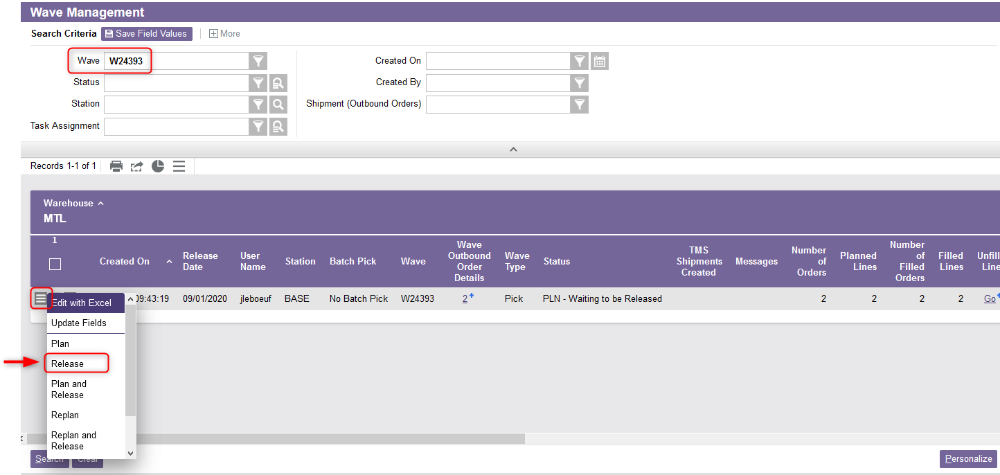 Wave Management
Search Criteria Save Field Values More
Wave W24393 Created On
Status Created By
Station Shipment (Outbound Orders)
Task Assignment
Records 1-1 of 1
Warehouse
MTL
1
Created On
Release Date
User Name
Station
Batch Pick
Wave
Wave Outbound Order Details
Wave Type
Status
TMS Shipments Created
Messages
Number of Orders
Planned Lines
Number of Filled Orders
Filled Lines
Unfill
Line
09:43:19 09/01/2020 jleboeuf BASE No Batch Pick W24393 2+ Pick PLN - Waiting to be Released 2 2 2 2 Go+
Edit with Excel
Update Fields
Plan
Release
Plan and
Release
Replan
Replan and
Release
Search Clear Personalize